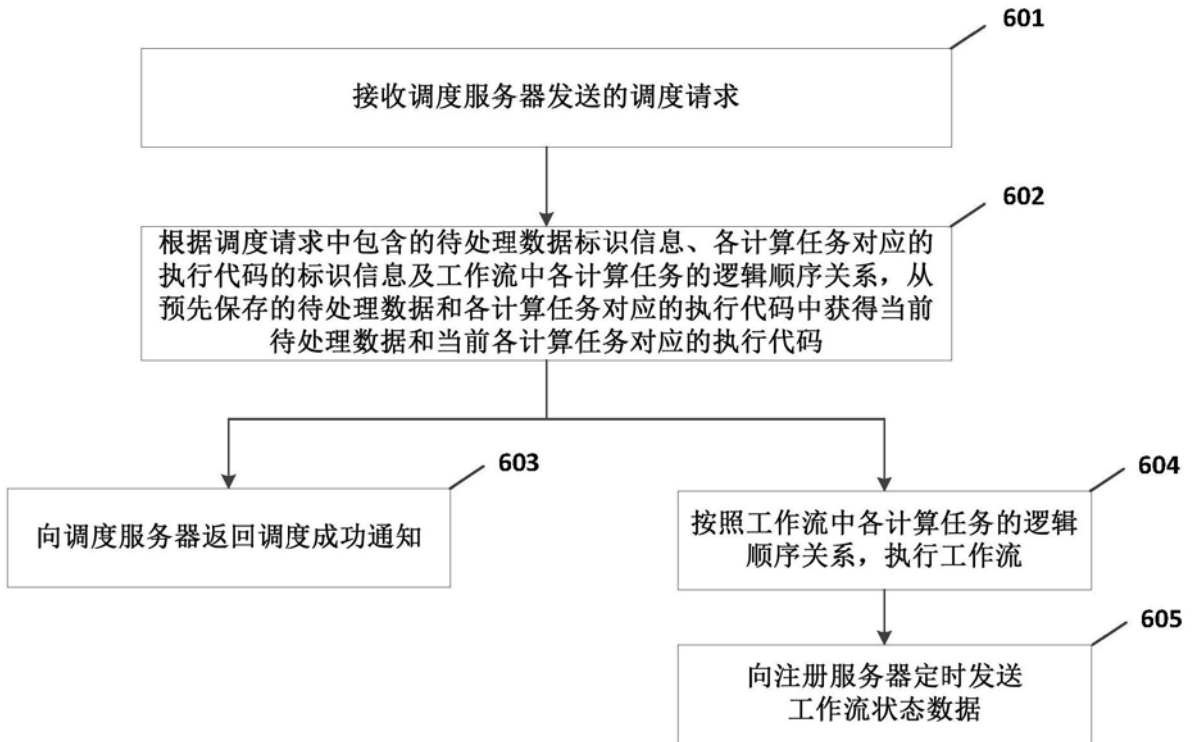 601
接收调度服务器发送的调度请求
602
根据调度请求中包含的待处理数据标识信息、各计算任务对应的
执行代码的标识信息及工作流中各计算任务的逻辑顺序关系，从
预先保存的待处理数据和各计算任务对应的执行代码中获得当前
待处理数据和当前各计算任务对应的执行代码
603
向调度服务器返回调度成功通知
604
按照工作流中各计算任务的逻辑
顺序关系，执行工作流
605
向注册服务器定时发送
工作流状态数据